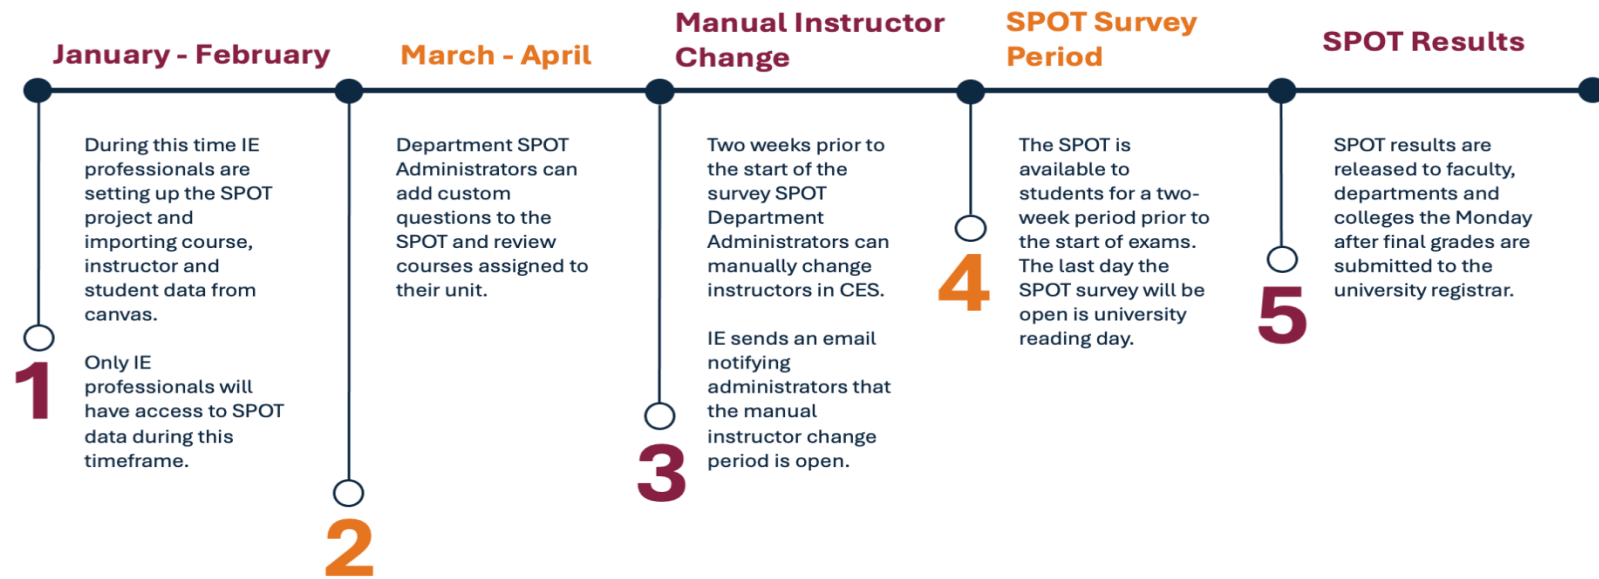 January - February
During this time IE
professionals are
setting up the SPOT
project and
importing course,
instructor and
student data from
canvas.
Only IE
professionals will
have access to SPOT
data during this
timeframe.
1
March - April
Department SPOT
Administrators can
add custom
questions to the
SPOT and review
courses assigned to
their unit.
2
Manual Instructor
Change
Two weeks prior to
the start of the
survey SPOT
Department
Administrators can
manually change
instructors in CES.
IE sends an email
notifying
administrators that
the manual
instructor change
period is open.
3
SPOT Survey
Period
The SPOT is
available to
students for a two-
week period prior to
the start of exams.
The last day the
SPOT survey will be
open is university
reading day.
4
SPOT Results
SPOT results are
released to faculty,
departments and
colleges the Monday
after final grades are
submitted to the
university registrar.
5